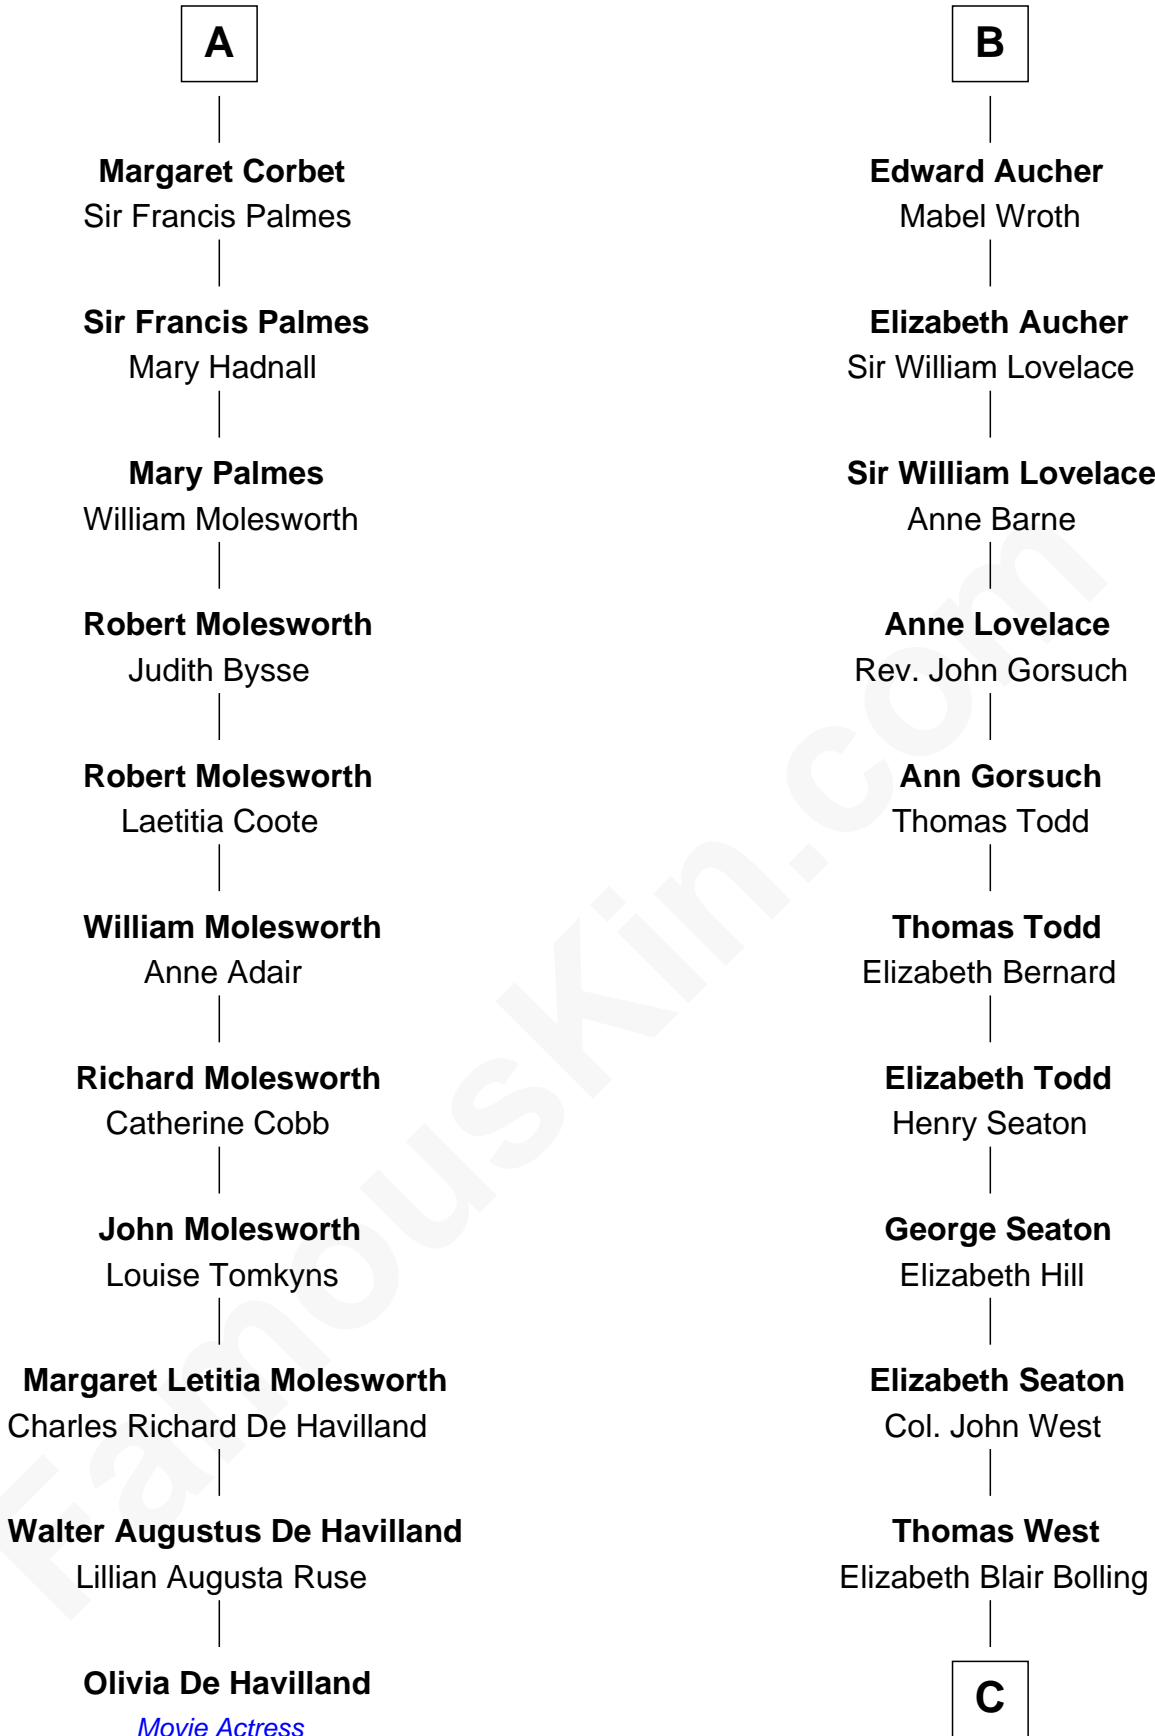 A
Margaret Corbet
Sir Francis Palmes
Sir Francis Palmes
Mary Hadnall
Mary Palmes
William Molesworth
Robert Molesworth
Judith Bysse
Robert Molesworth
Laetitia Coote
William Molesworth
Anne Adair
Richard Molesworth
Catherine Cobb
John Molesworth
Louise Tomkyns
Margaret Letitia Molesworth
Charles Richard De Havilland
Walter Augustus De Havilland
Lillian Augusta Ruse
Olivia De Havilland
Movie Actress
B
Edward Aucher
Mabel Wroth
Elizabeth Aucher
Sir William Lovelace
Sir William Lovelace
Anne Barne
Anne Lovelace
Rev. John Gorsuch
Ann Gorsuch
Thomas Todd
Thomas Todd
Elizabeth Bernard
Elizabeth Todd
Henry Seaton
George Seaton
Elizabeth Hill
Elizabeth Seaton
Col. John West
Thomas West
Elizabeth Blair Bolling
C
FamousKin.com